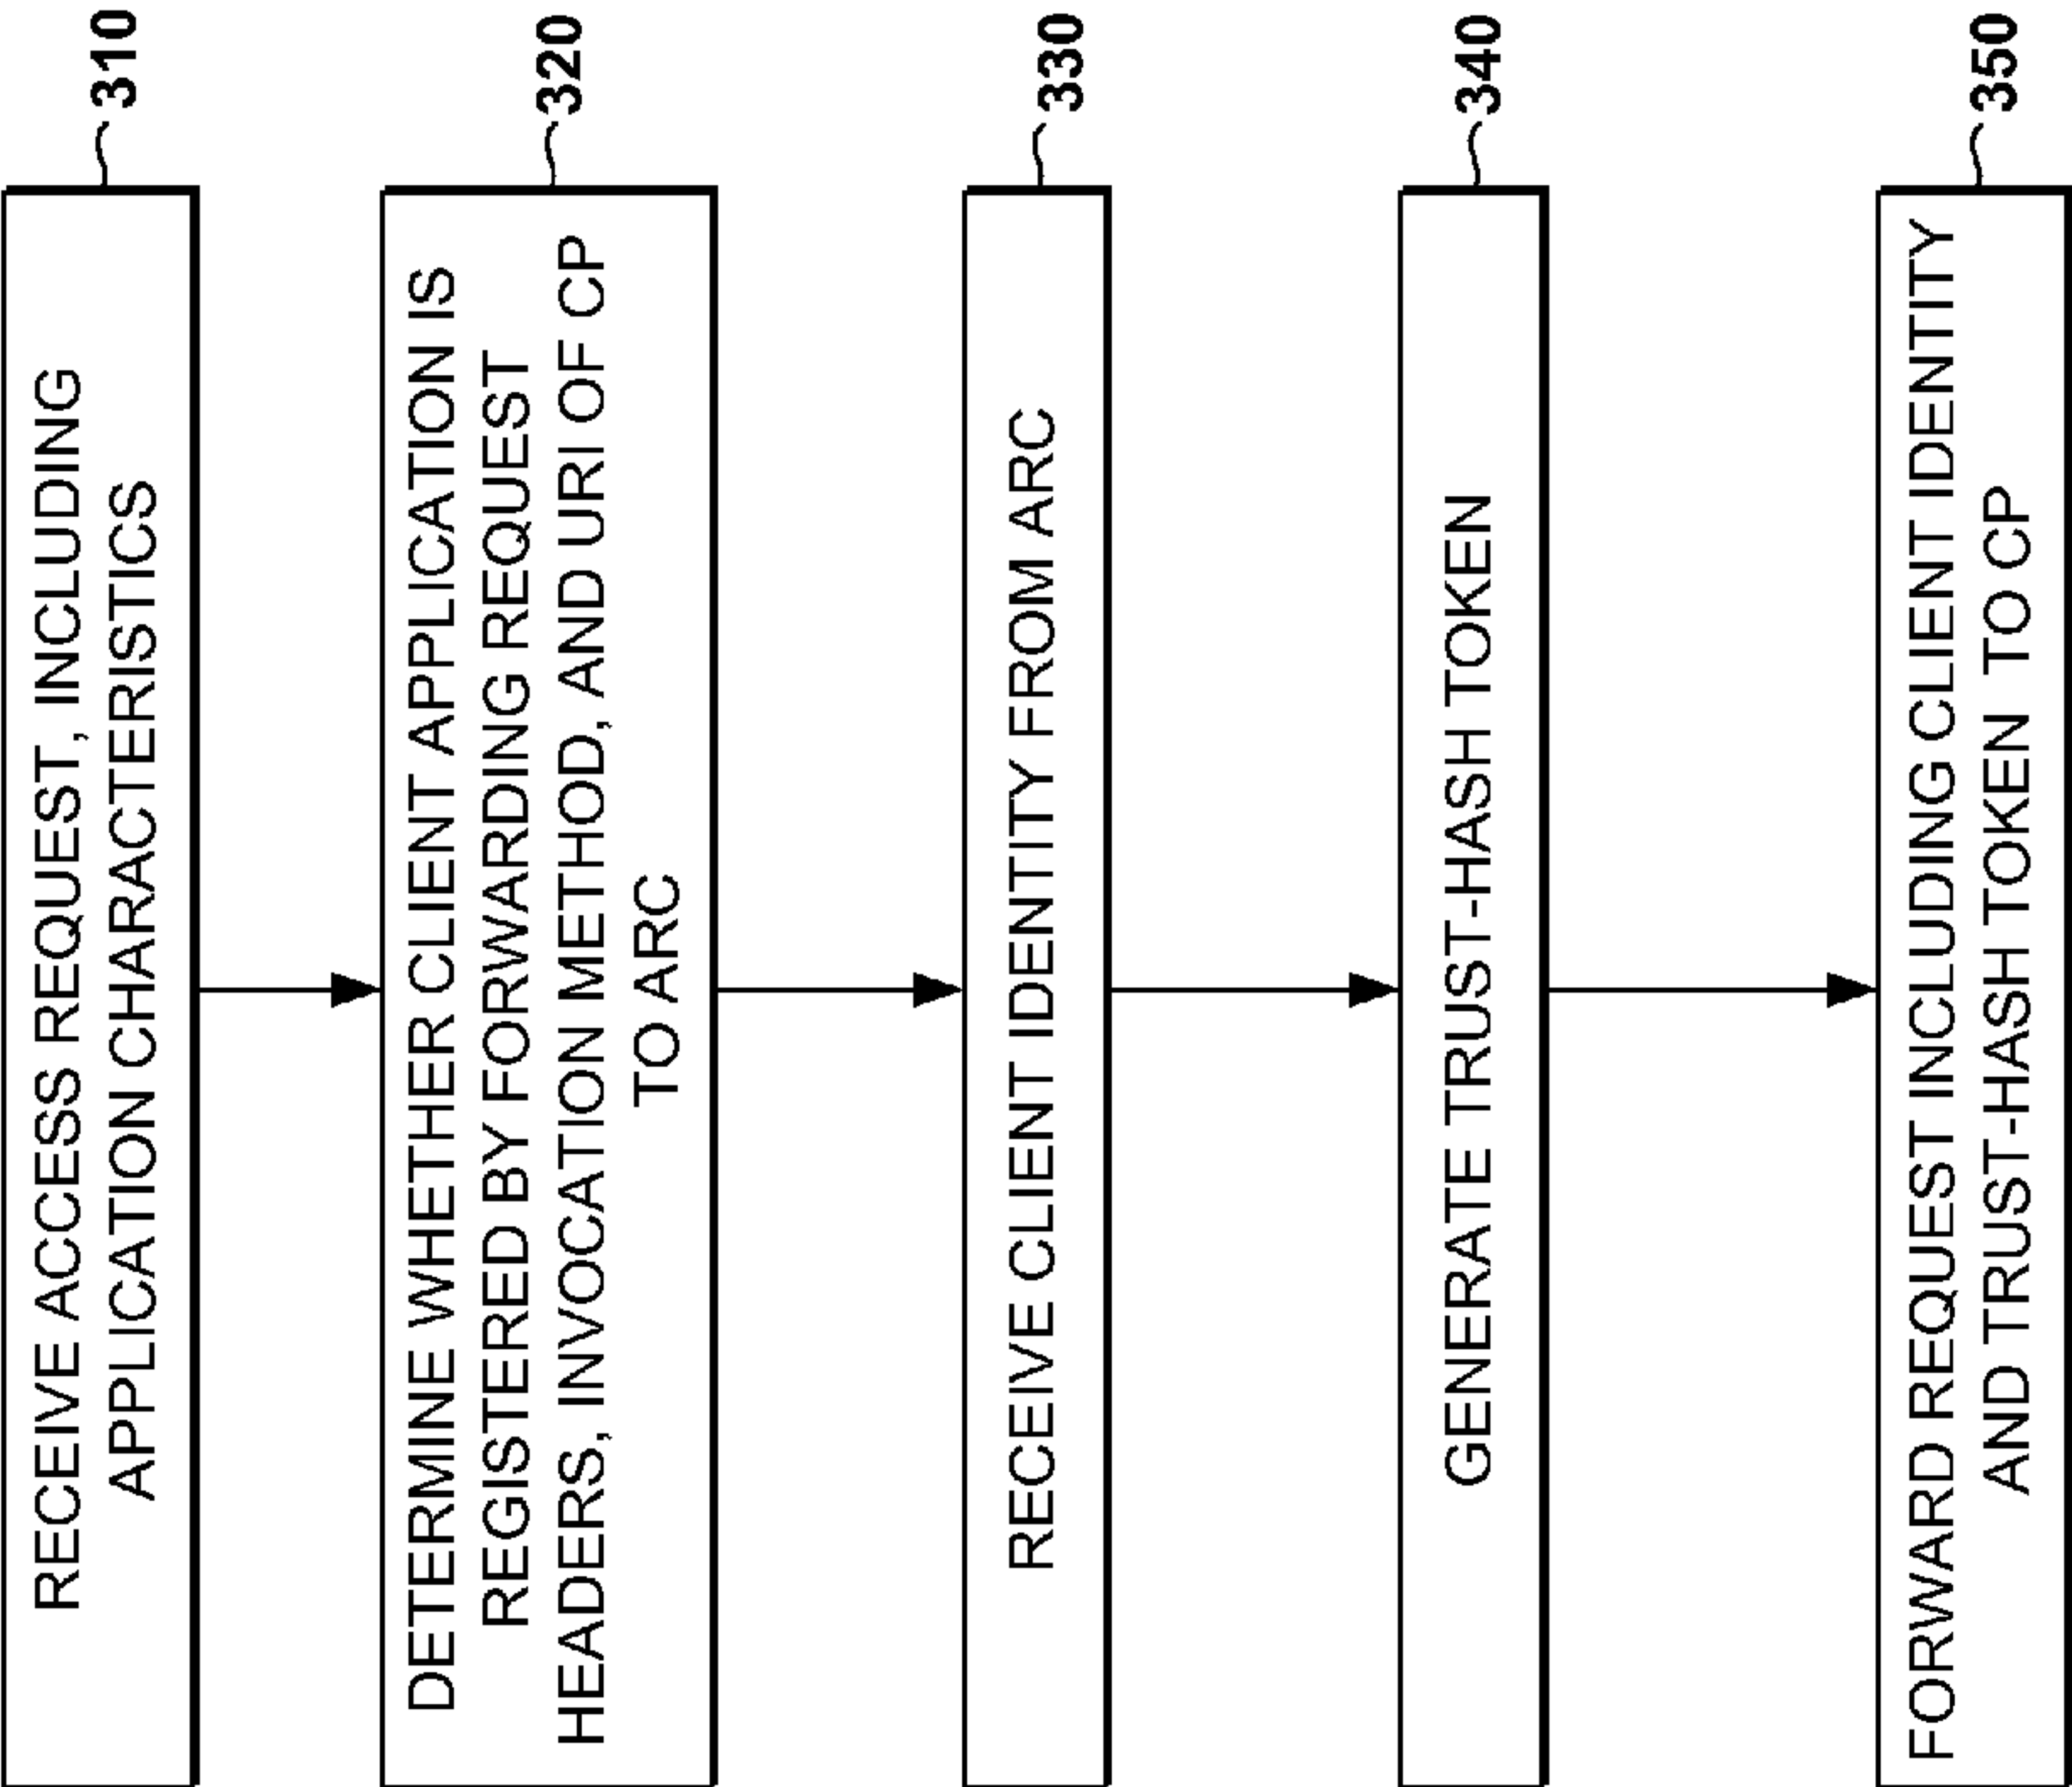 RECEIVE ACCESS REQUEST, INCLUDING
APPLICATION CHARACTERISTICS
310
DETERMINE WHETHER CLIENT APPLICATION IS
REGISTERED BY FORWARDING REQUEST
HEADERS, INVOCATION METHOD, AND URI OF CP
TO ARC
320
RECEIVE CLIENT IDENTITY FROM ARC
330
GENERATE TRUST-HASH TOKEN
340
FORWARD REQUEST INCLUDING CLIENT IDENTITY
AND TRUST-HASH TOKEN TO CP
350